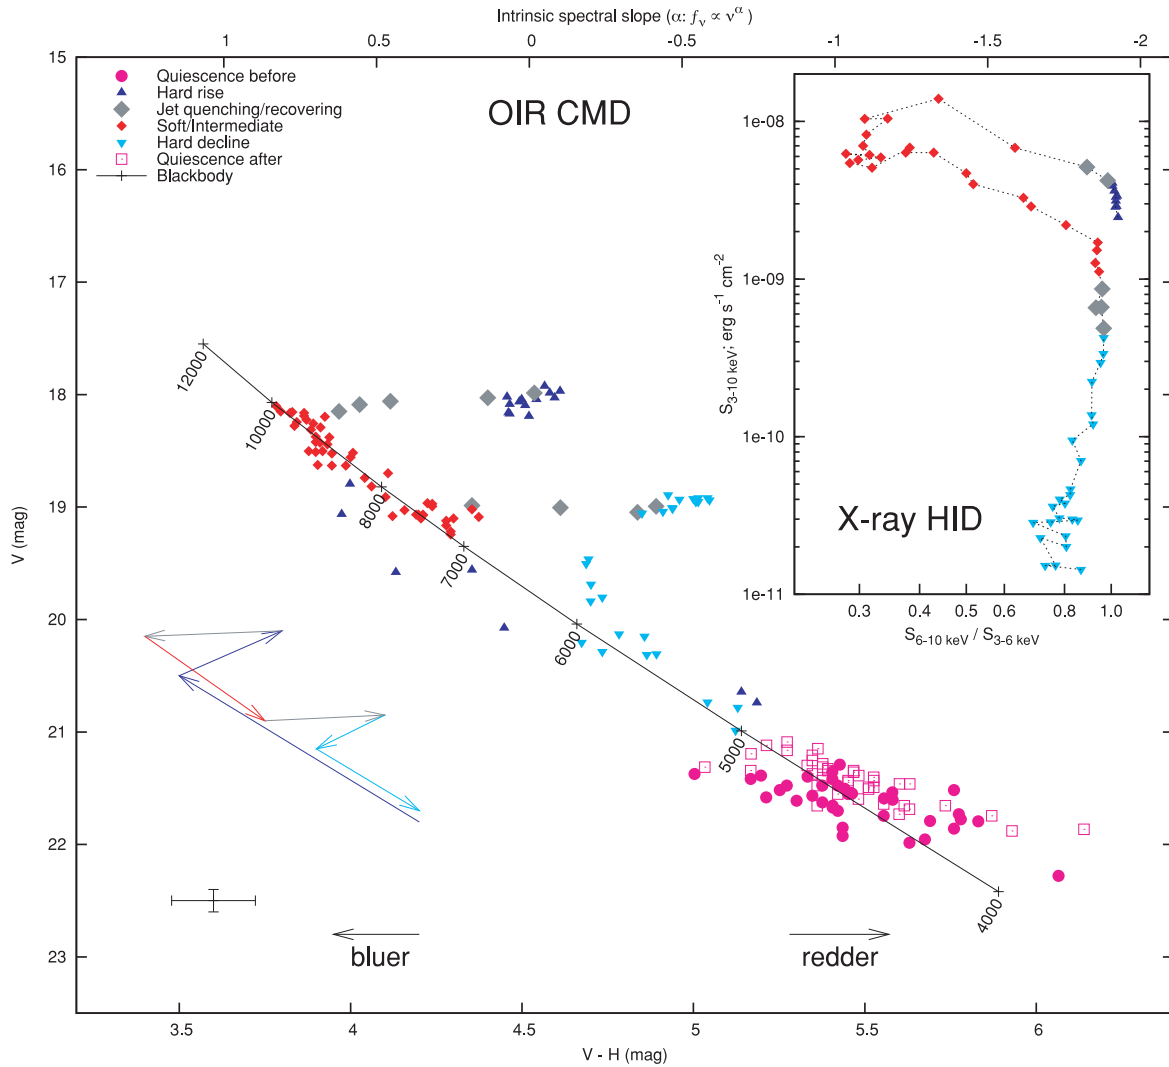 Intrinsic spectral slope (α: fν ∝ ν^α)
1 0.5 0 -0.5 -1 -1.5 -2
15
16
17
18
19
20
21
22
23
V (mag)
Quiescence before
Hard rise
Jet quenching/recovering
Soft/Intermediate
Hard decline
Quiescence after
Blackbody
OIR CMD
12000
10000
8000
7000
6000
5000
4000
bluer
redder
3.5 4 4.5 5 5.5 6
V - H (mag)
1e-08
1e-09
1e-10
1e-11
S3-10 keV; erg s-1 cm-2
X-ray HID
0.3 0.4 0.5 0.6 0.8 1.0
S6-10 keV / S3-6 keV